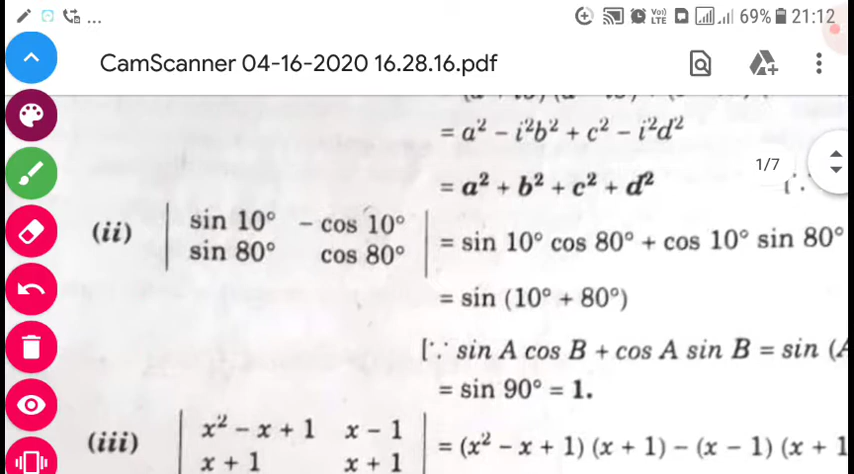 ... Vo)) LTE 69% 21:12
CamScanner 04-16-2020 16.28.16.pdf
= a² – i²b² + c² – i²d²
1/7
= a² + b² + c² + d²
(ii) | sin 10° – cos 10° | = sin 10° cos 80° + cos 10° sin 80°
sin 80° cos 80°
= sin (10° + 80°)
[∵ sin A cos B + cos A sin B = sin (A
= sin 90° = 1.
(iii) | x² – x + 1 x – 1 | = (x² – x + 1) (x + 1) – (x – 1) (x + 1
x + 1 x + 1